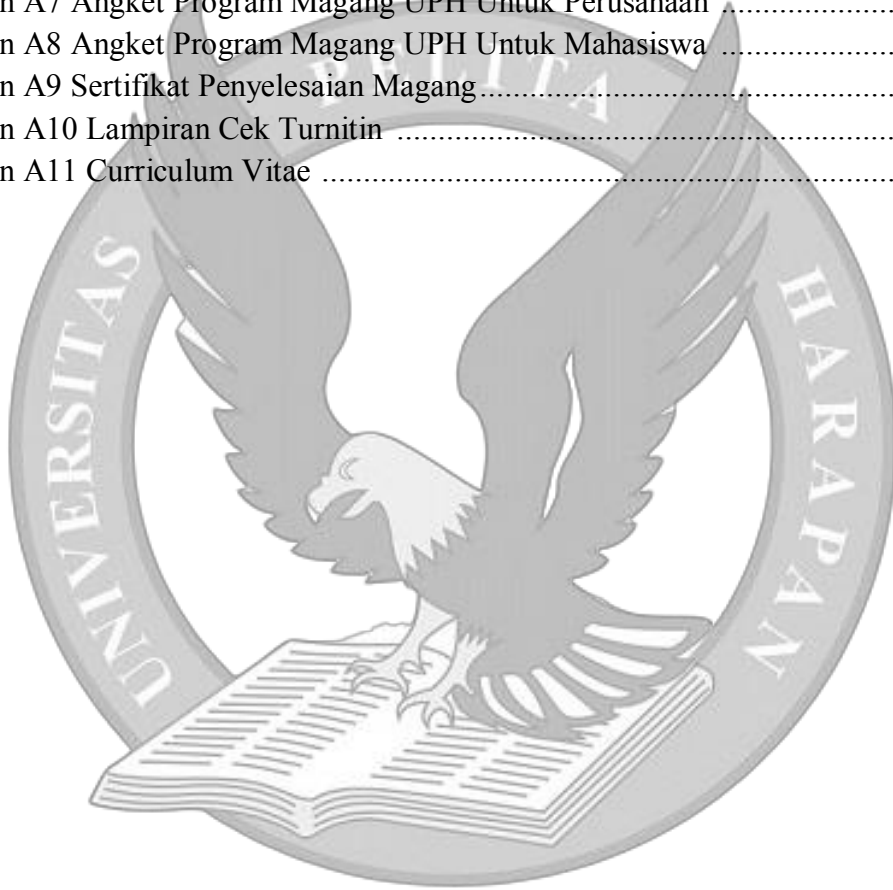 n A7 Angket Program Magang UPH Untuk Perusahaan ..................
n A8 Angket Program Magang UPH Untuk Mahasiswa ..................
n A9 Sertifikat Penyelesaian Magang..................
n A10 Lampiran Cek Turnitin ..................
n A11 Curriculum Vitae ..................
UNIVERSITAS PELITA HARAPAN